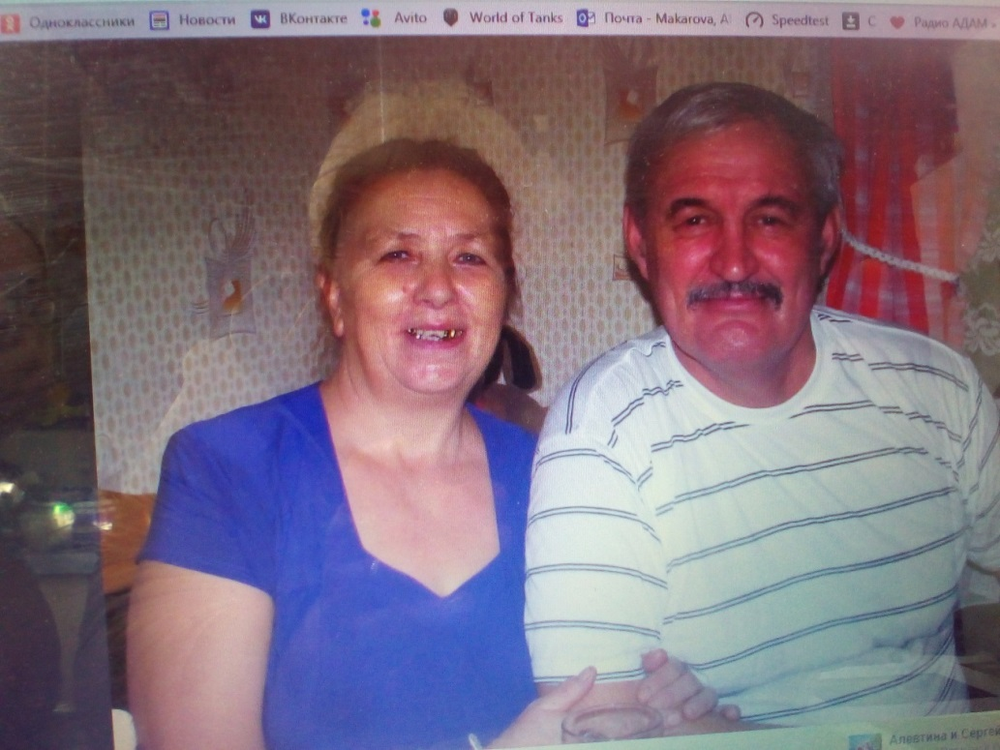 Одноклассники Новости ВКонтакте Avito World of Tanks Почта - Makarova, A Speedtest С Радио АДАМ -
Алевтина и Серге